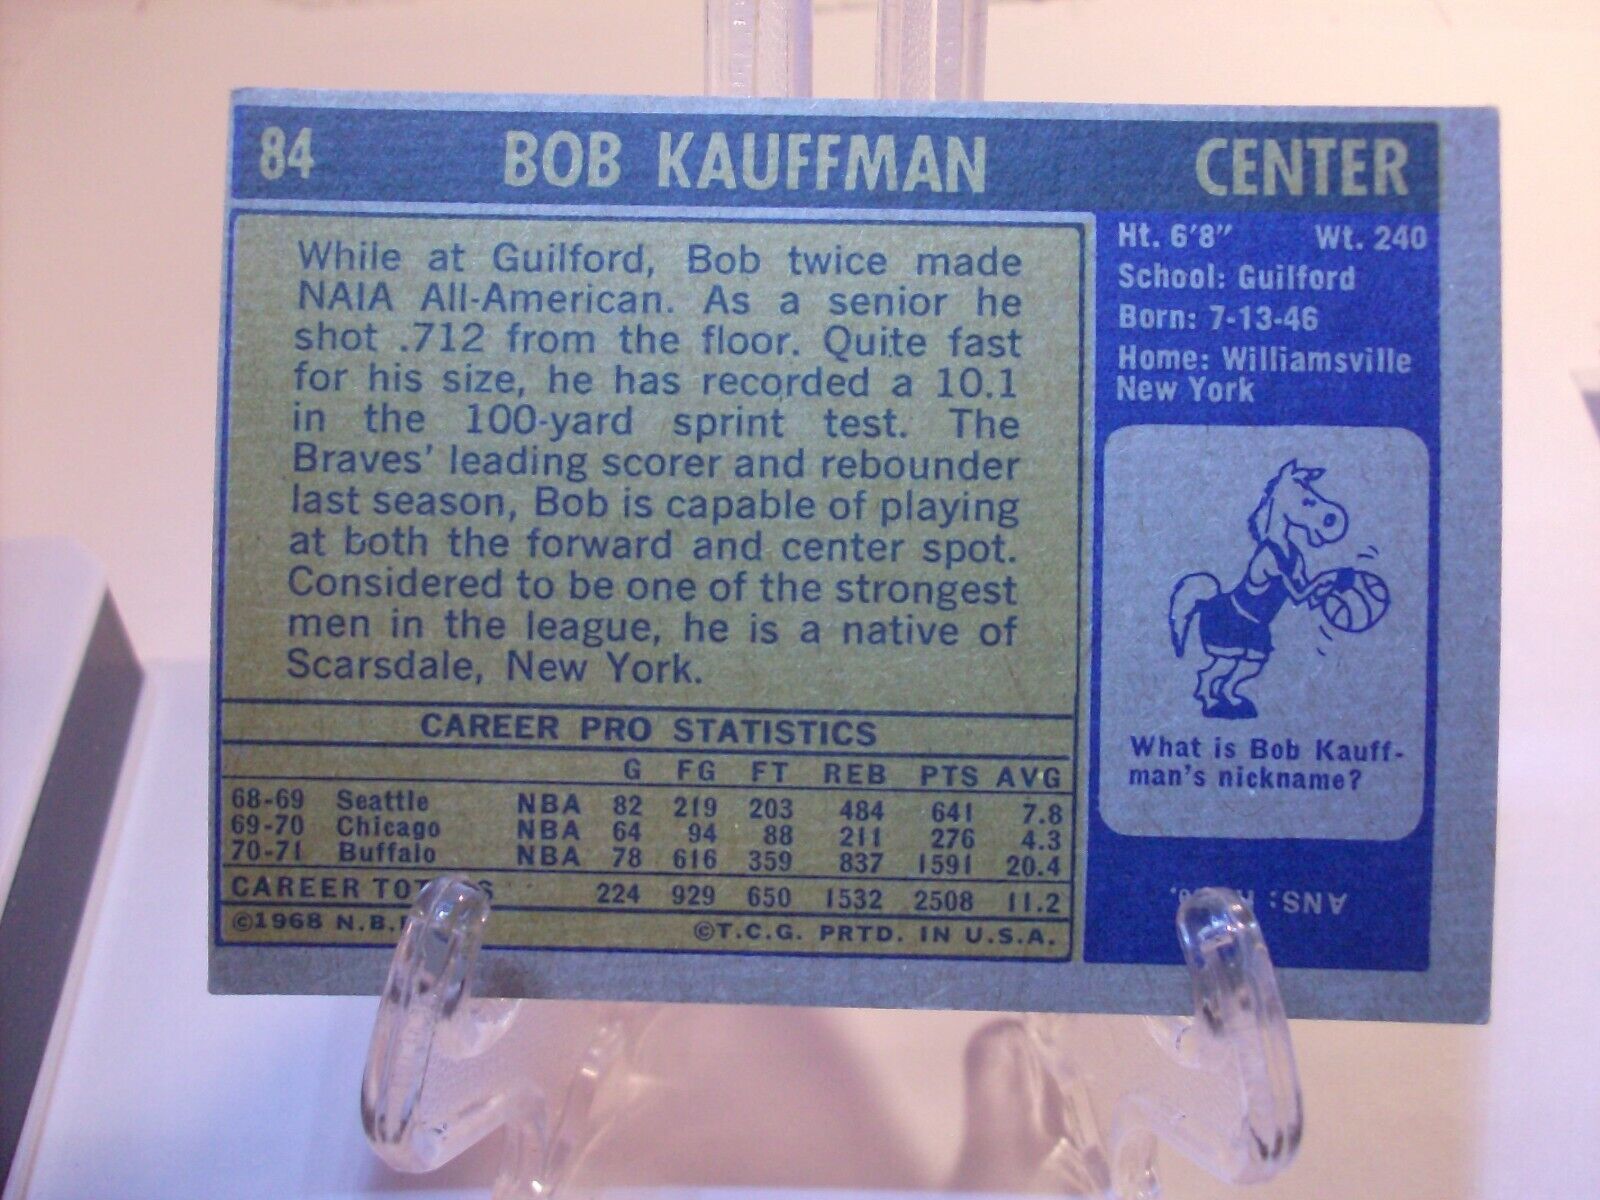 84 BOB KAUFFMAN CENTER
While at Guilford, Bob twice made
NAIA All-American. As a senior he
shot .712 from the floor. Quite fast
for his size, he has recorded a 10.1
in the 100-yard sprint test. The
Braves' leading scorer and rebounder
last season, Bob is capable of playing
at both the forward and center spot.
Considered to be one of the strongest
men in the league, he is a native of
Scarsdale, New York.
CAREER PRO STATISTICS
G FG FT REB PTS AVG
68-69 Seattle NBA 82 219 203 484 641 7.8
69-70 Chicago NBA 64 94 88 211 276 4.3
70-71 Buffalo NBA 78 616 359 837 1591 20.4
CAREER 224 929 650 1532 2508 11.2
©1968 N.B.
©T.C.G. PRTD. IN U.S.A.
Ht. 6'8" Wt. 240
School: Guilford
Born: 7-13-46
Home: Williamsville
New York
What is Bob Kauff-
man's nickname?
ANS: